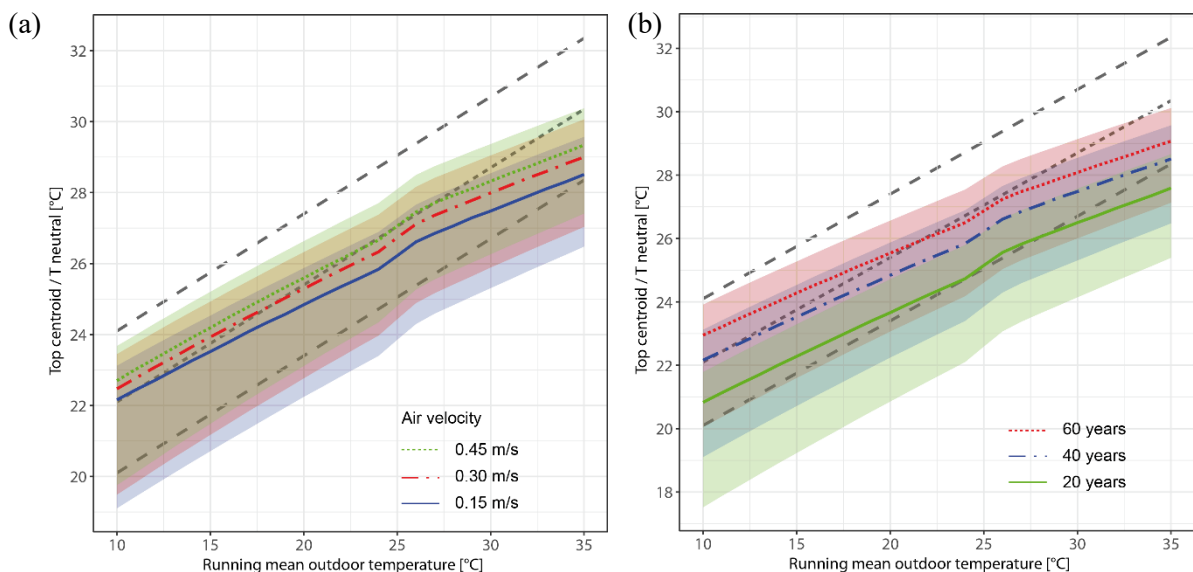 (a)
32
30
28
26
24
22
20
Top centroid / T neutral [°C]
Air velocity
0.45 m/s
0.30 m/s
0.15 m/s
10
15
20
25
30
35
Running mean outdoor temperature [°C]
(b)
32
30
28
26
24
22
20
18
Top centroid / T neutral [°C]
60 years
40 years
20 years
10
15
20
25
30
35
Running mean outdoor temperature [°C]